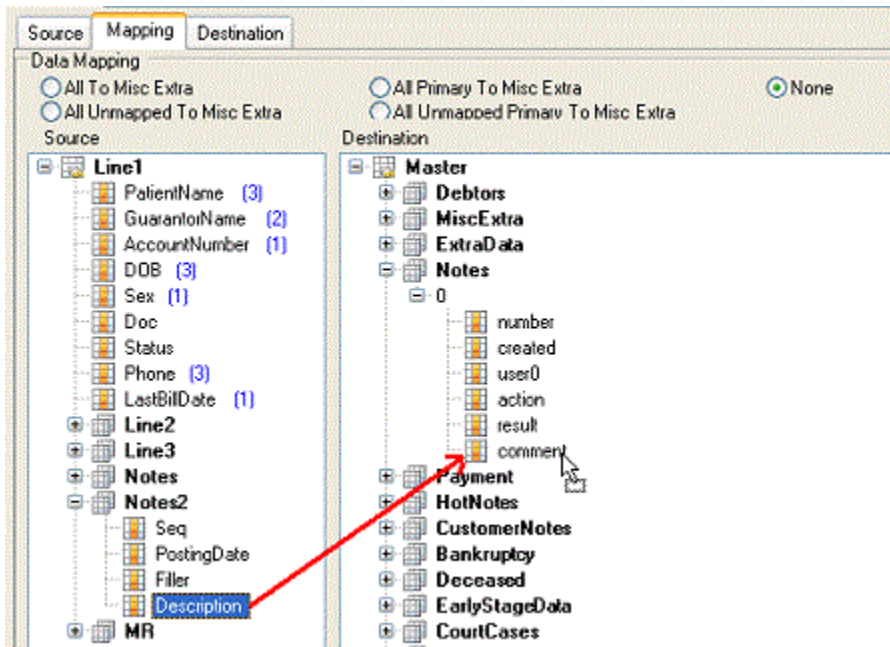 Source Mapping Destination
Data Mapping
All To Misc Extra All Primary To Misc Extra None
All Unmapped To Misc Extra All Unmapped Primary To Misc Extra
Source Destination
Line1
PatientName (3)
GuarantorName (2)
AccountNumber (1)
DOB (3)
Sex (1)
Doc
Status
Phone (3)
LastBillDate (1)
Line2
Line3
Notes
Notes2
Seq
PostingDate
Filler
Description
MR
Master
Debtors
MiscExtra
ExtraData
Notes
0
number
created
user0
action
result
comment
Payment
HotNotes
CustomerNotes
Bankruptcy
Deceased
EarlyStageData
CourtCases